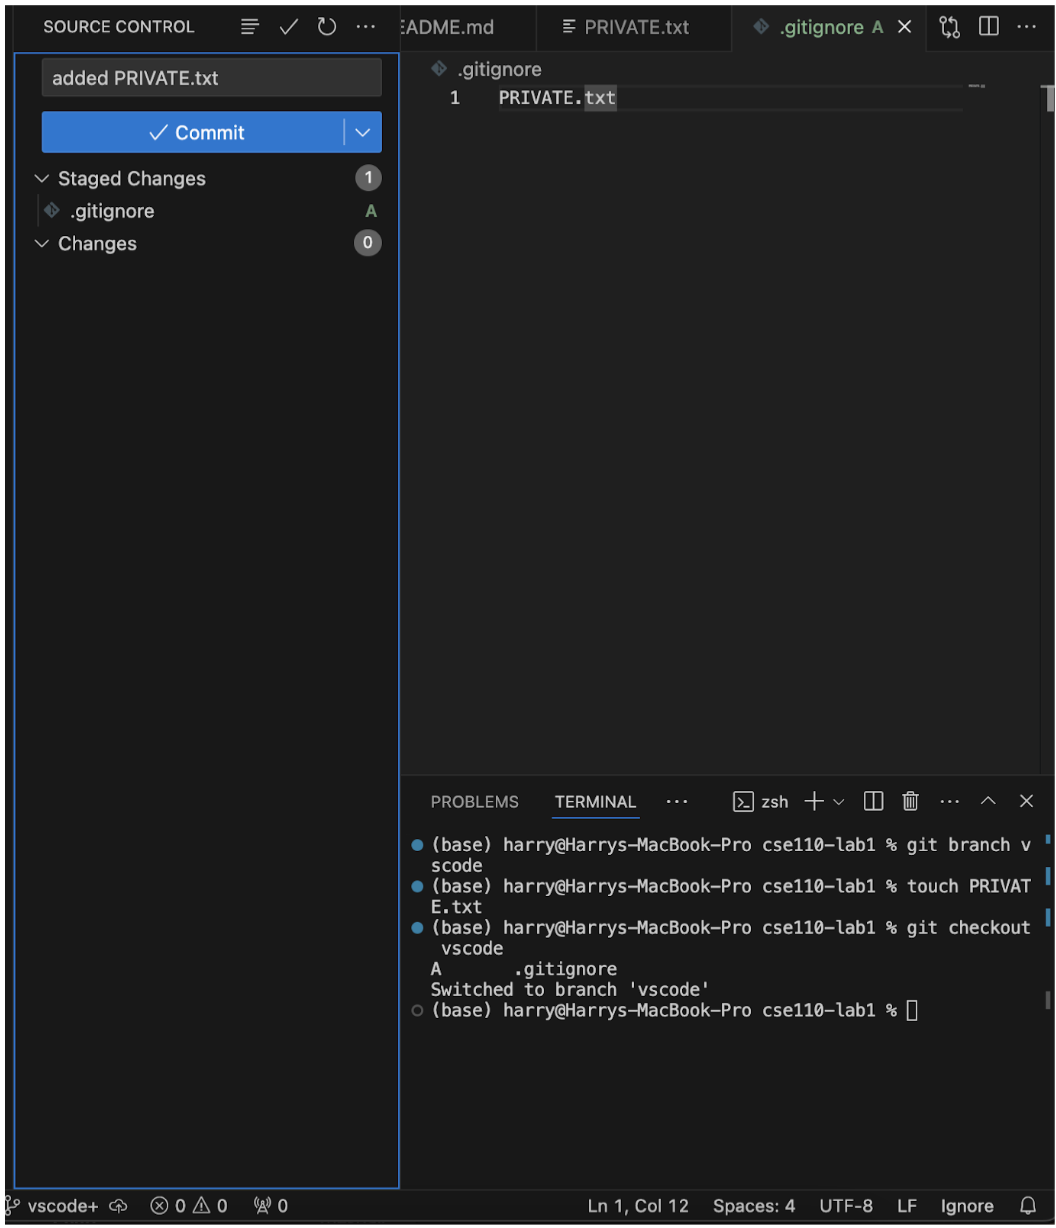 SOURCE CONTROL
EADME.md
PRIVATE.txt
.gitignore A
added PRIVATE.txt
Commit
Staged Changes 1
.gitignore A
Changes 0
.gitignore
1 PRIVATE.txt
PROBLEMS TERMINAL zsh
(base) harry@Harrys-MacBook-Pro cse110-lab1 % git branch v
scode
(base) harry@Harrys-MacBook-Pro cse110-lab1 % touch PRIVAT
E.txt
(base) harry@Harrys-MacBook-Pro cse110-lab1 % git checkout
vscode
A .gitignore
Switched to branch 'vscode'
(base) harry@Harrys-MacBook-Pro cse110-lab1 %
vscode+ 0 0 0 Ln 1, Col 12 Spaces: 4 UTF-8 LF Ignore